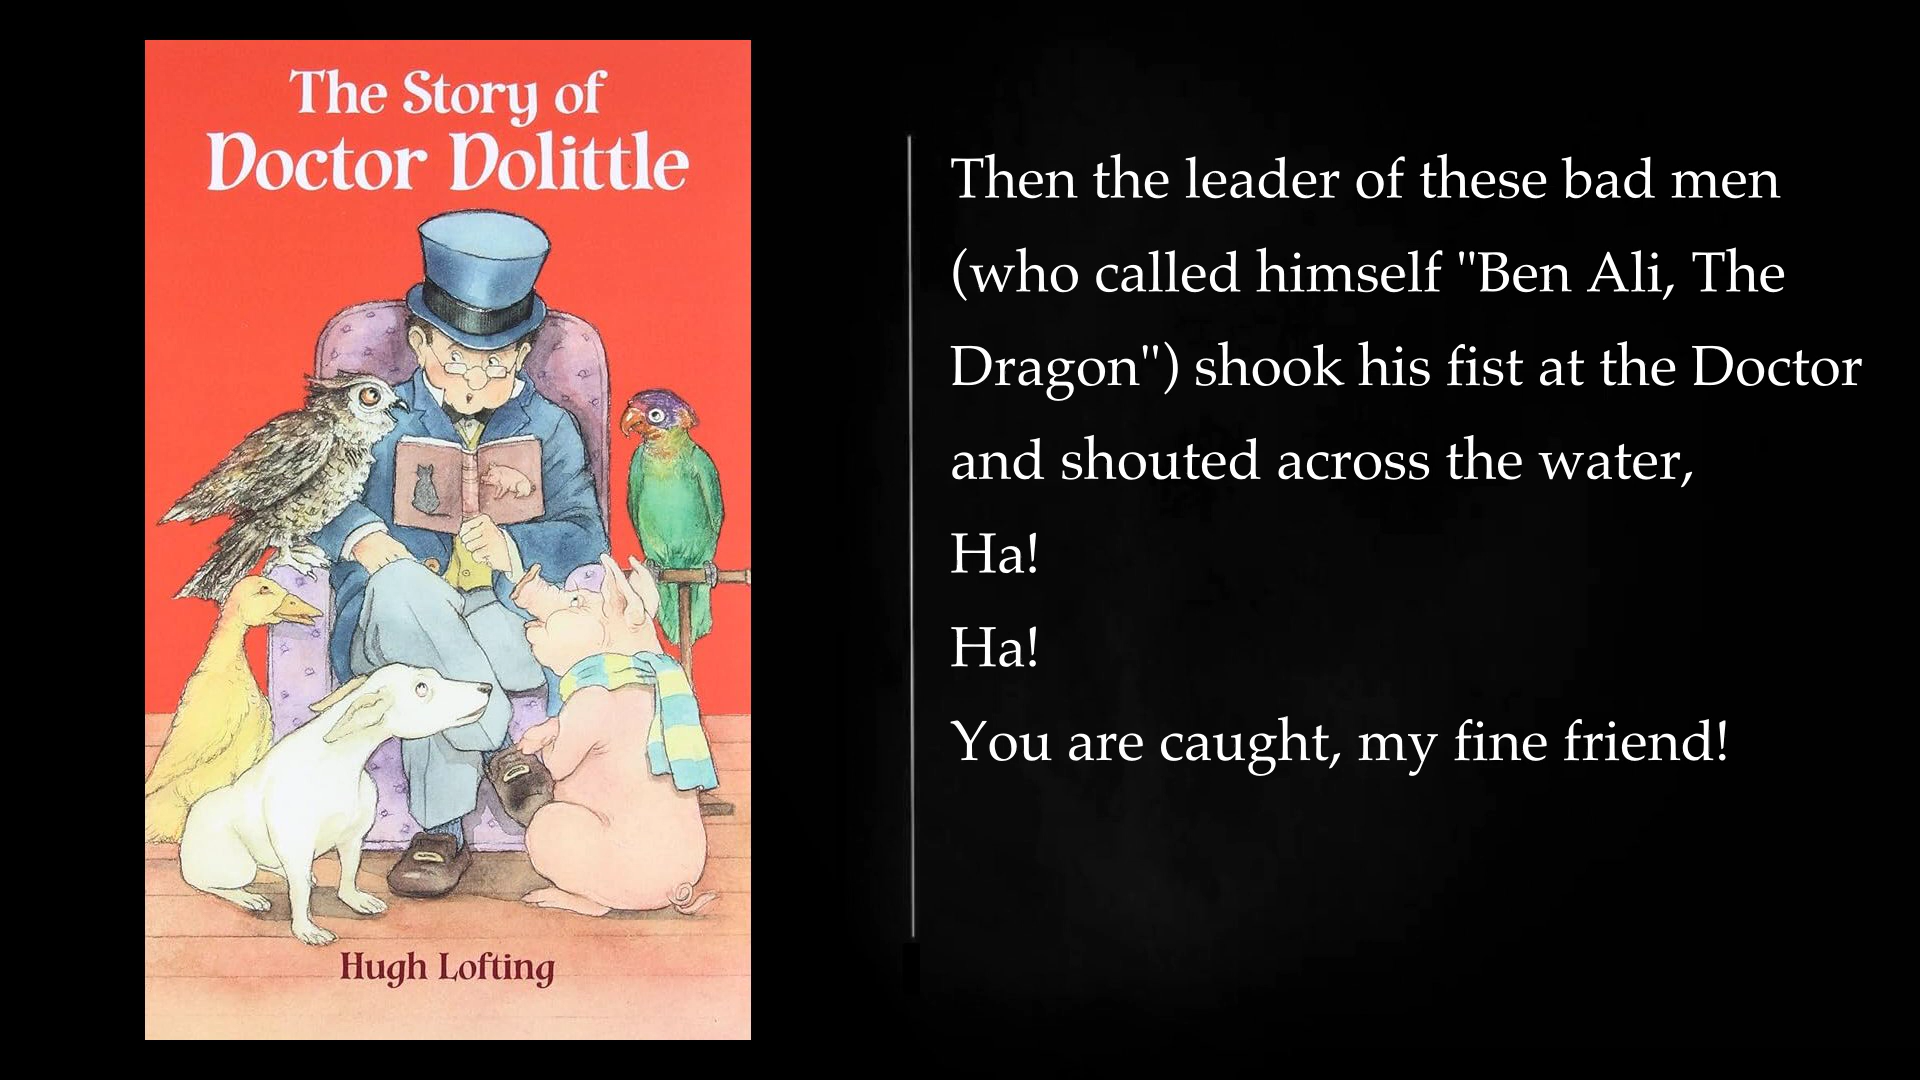 The Story of
Doctor Dolittle
Hugh Lofting
Then the leader of these bad men
(who called himself "Ben Ali, The
Dragon") shook his fist at the Doctor
and shouted across the water,
Ha!
Ha!
You are caught, my fine friend!